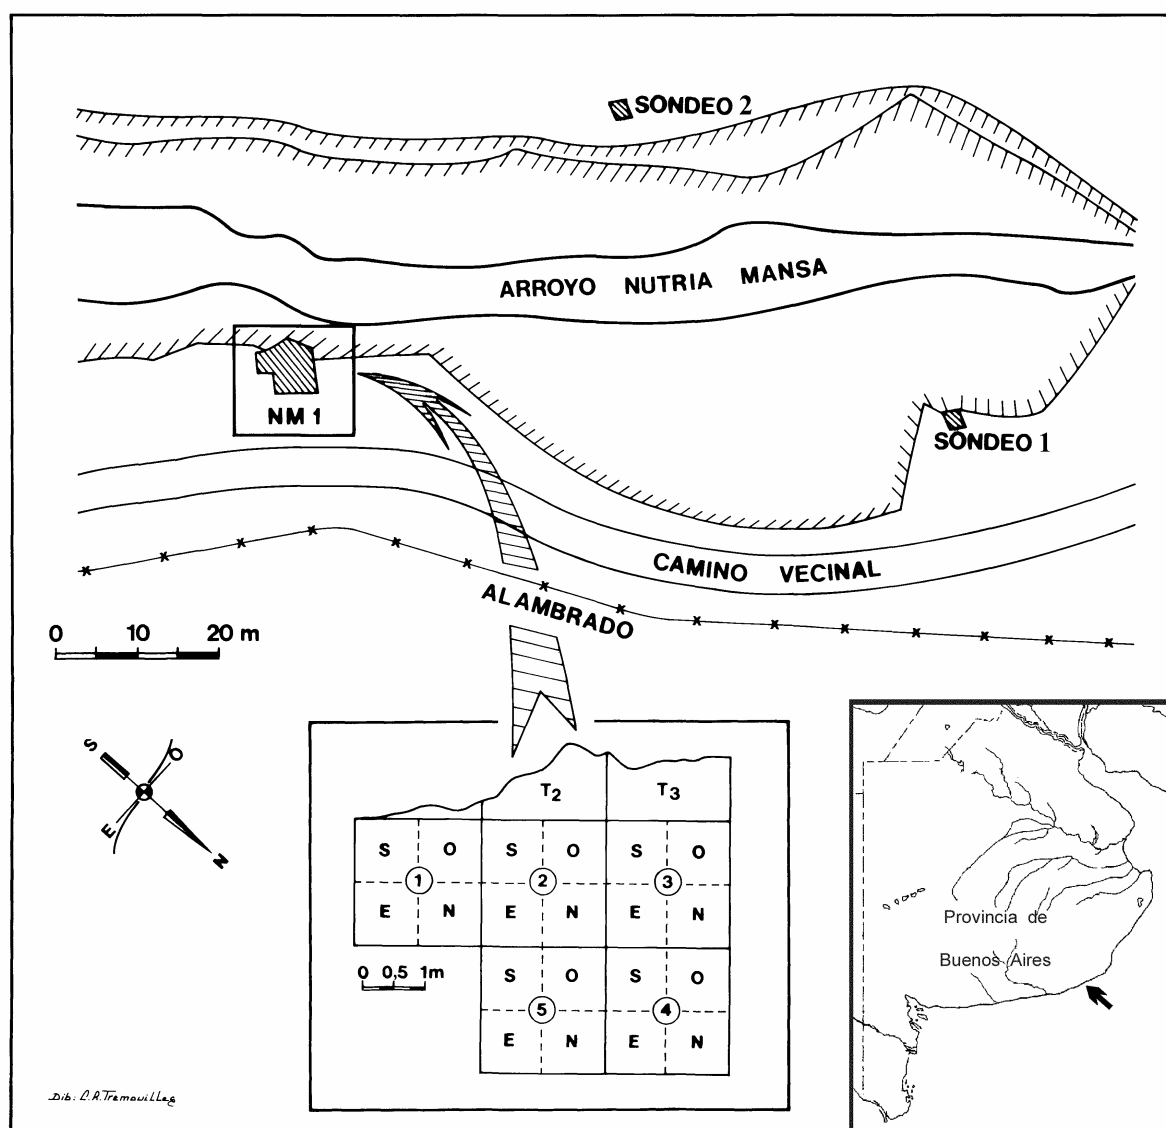 SONDEO 2
ARROYO NUTRIA MANSA
NM 1
SONDEO 1
CAMINO VECINAL
ALAMBRADO
0 10 20 m
S O
E N
T2 T3
S O S O S O
1 2 3
E N E N E N
0 0,5 1m
S O S O
5 4
E N E N
Provincia de
Buenos Aires
Dib: C.A.Tremouilles